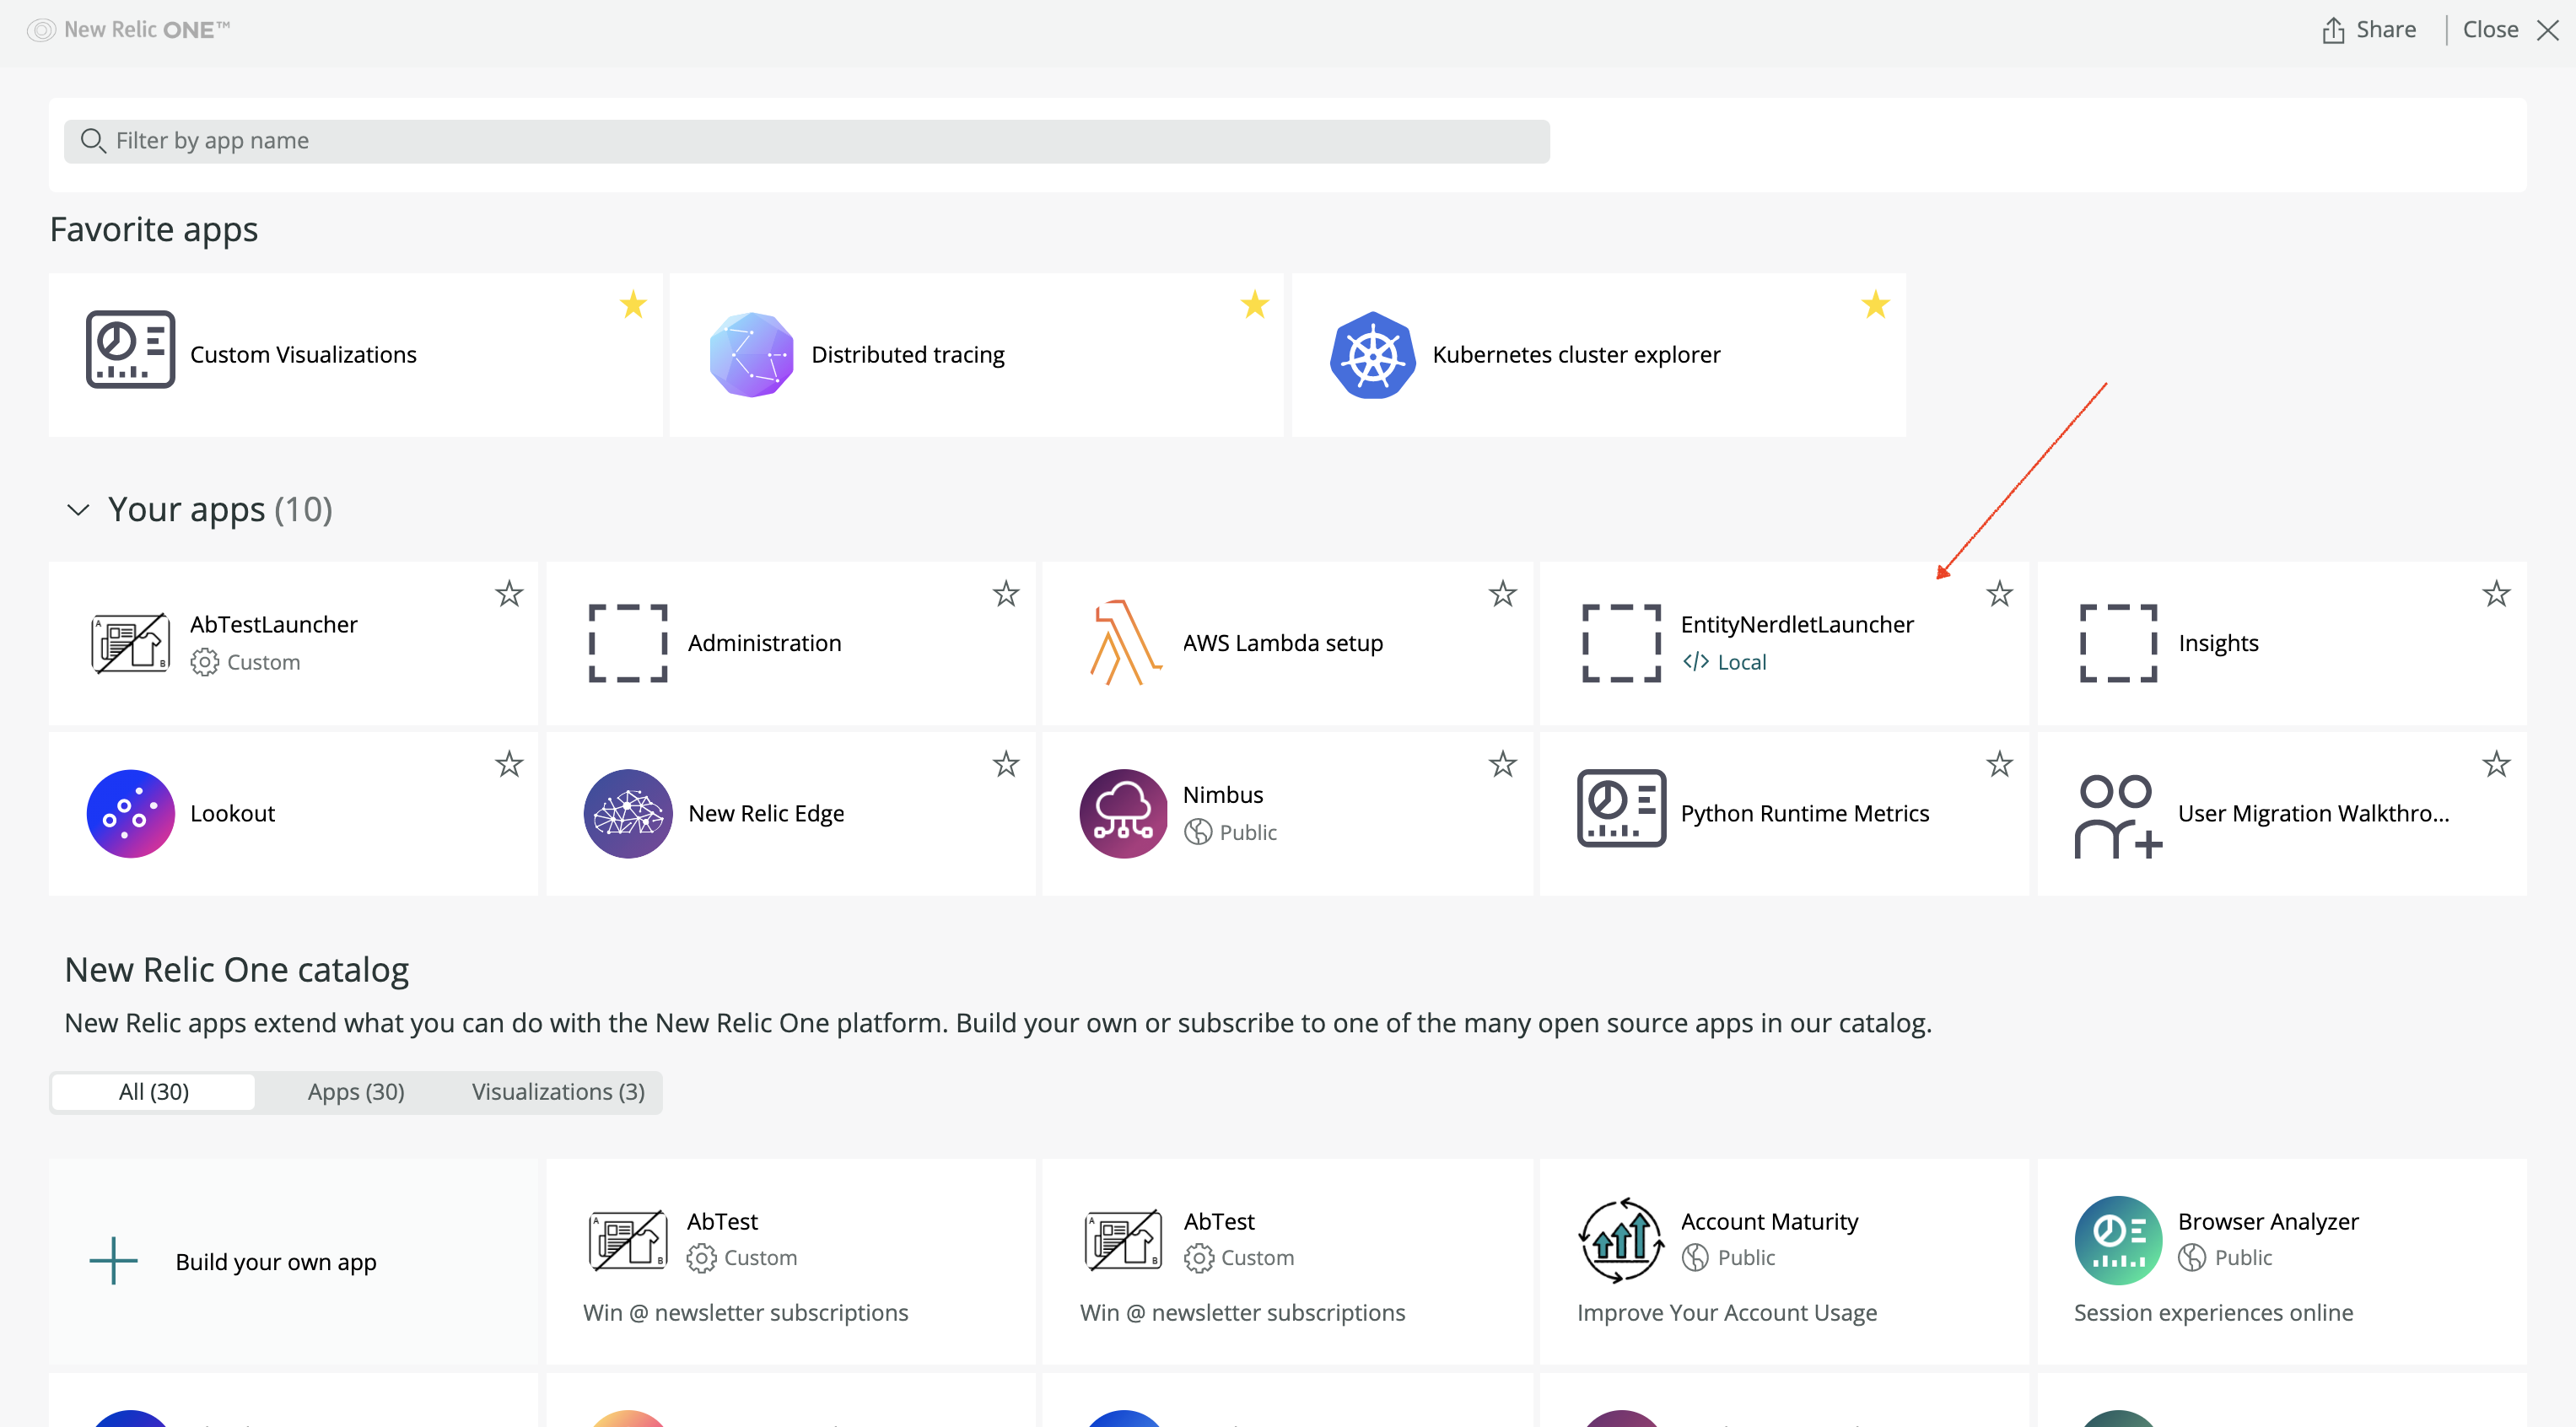 New Relic ONE™
Share
Close
Filter by app name
Favorite apps
Custom Visualizations
Distributed tracing
Kubernetes cluster explorer
Your apps (10)
AbTestLauncher
Custom
Administration
AWS Lambda setup
EntityNerdletLauncher
</> Local
Insights
Lookout
New Relic Edge
Nimbus
Public
Python Runtime Metrics
User Migration Walkthro...
New Relic One catalog
New Relic apps extend what you can do with the New Relic One platform. Build your own or subscribe to one of the many open source apps in our catalog.
All (30)
Apps (30)
Visualizations (3)
Build your own app
AbTest
Custom
Win @ newsletter subscriptions
AbTest
Custom
Win @ newsletter subscriptions
Account Maturity
Public
Improve Your Account Usage
Browser Analyzer
Public
Session experiences online